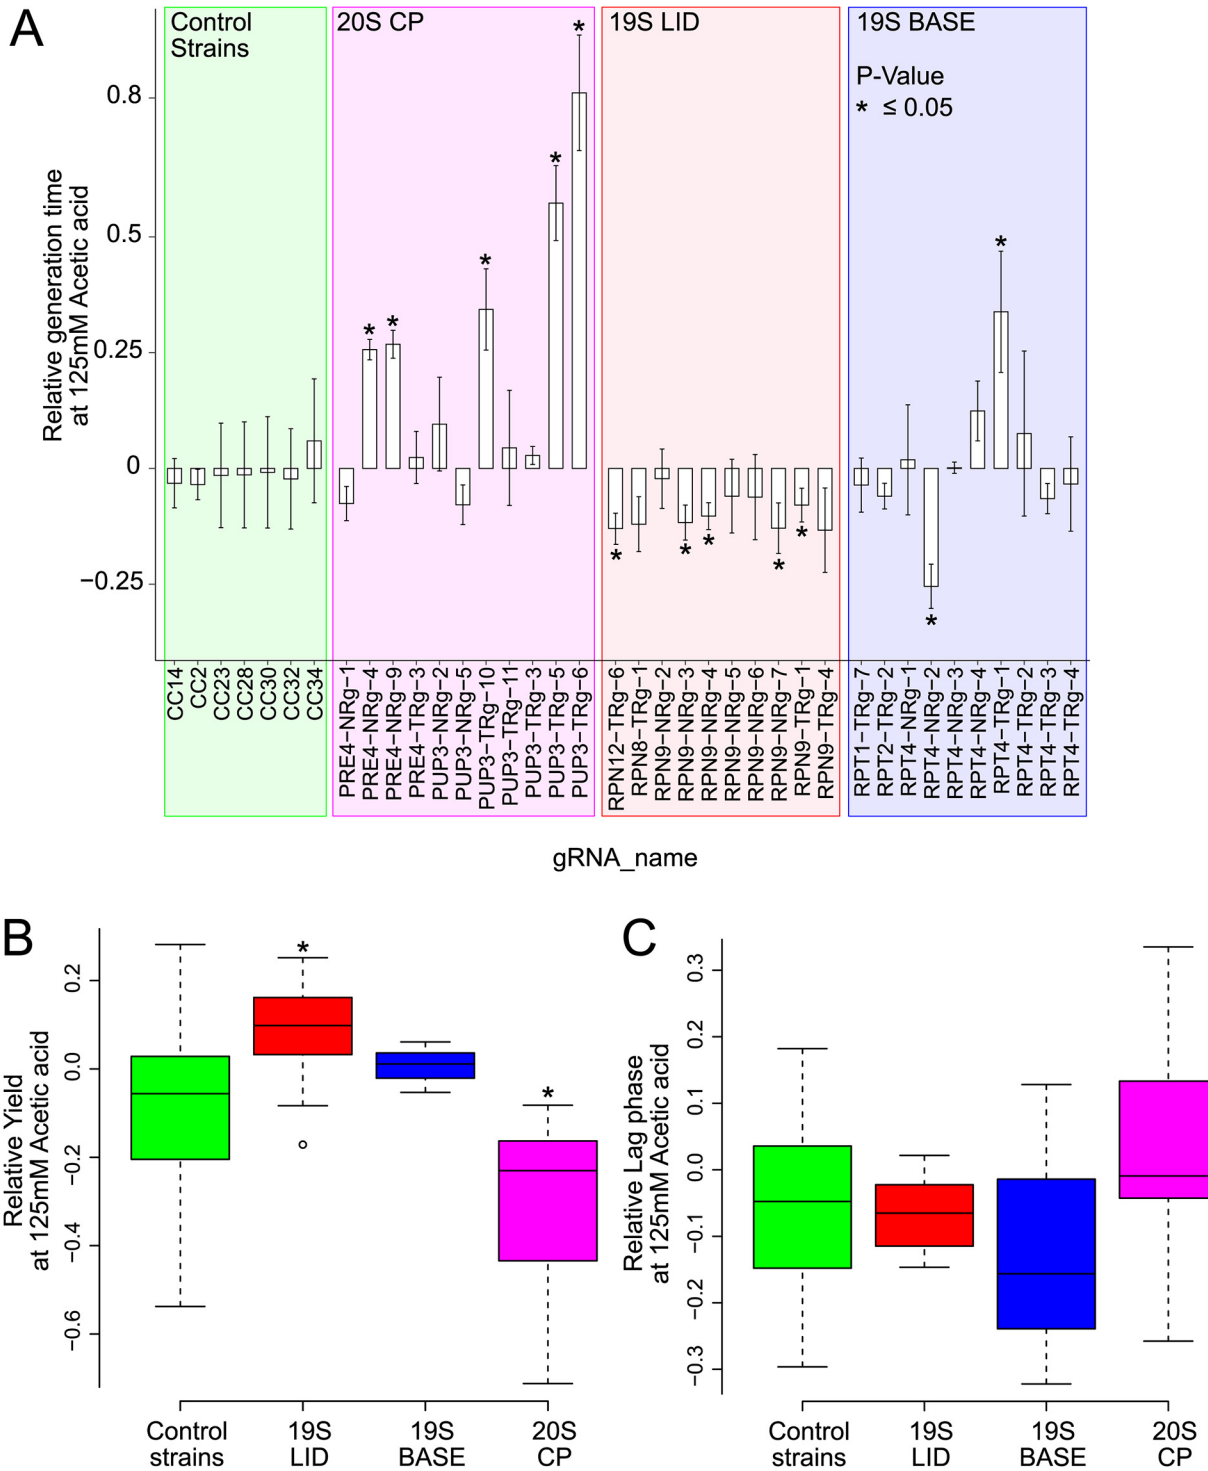 A
Control
Strains
20S CP
19S LID
19S BASE
P-Value
* ≤ 0.05
Relative generation time
at 125mM Acetic acid
0.8
0.5
0.25
0
−0.25
*
*
*
*
*
*
*
*
*
*
*
*
*
CC14
CC2
CC23
CC28
CC30
CC32
CC34
PRE4−NRg−1
PRE4−NRg−4
PRE4−NRg−9
PRE4−TRg−3
PUP3−NRg−2
PUP3−NRg−5
PUP3−TRg−10
PUP3−TRg−11
PUP3−TRg−3
PUP3−TRg−5
PUP3−TRg−6
RPN12−TRg−6
RPN8−TRg−1
RPN9−NRg−2
RPN9−NRg−3
RPN9−NRg−4
RPN9−NRg−5
RPN9−NRg−6
RPN9−NRg−7
RPN9−TRg−1
RPN9−TRg−4
RPT1−TRg−7
RPT2−TRg−2
RPT4−NRg−1
RPT4−NRg−2
RPT4−NRg−3
RPT4−NRg−4
RPT4−TRg−1
RPT4−TRg−2
RPT4−TRg−3
RPT4−TRg−4
gRNA_name
B
Relative Yield
at 125mM Acetic acid
0.2
0.0
−0.2
−0.4
−0.6
*
*
Control
strains
19S
LID
19S
BASE
20S
CP
C
Relative Lag phase
at 125mM Acetic acid
0.3
0.2
0.1
0.0
−0.1
−0.2
−0.3
Control
strains
19S
LID
19S
BASE
20S
CP